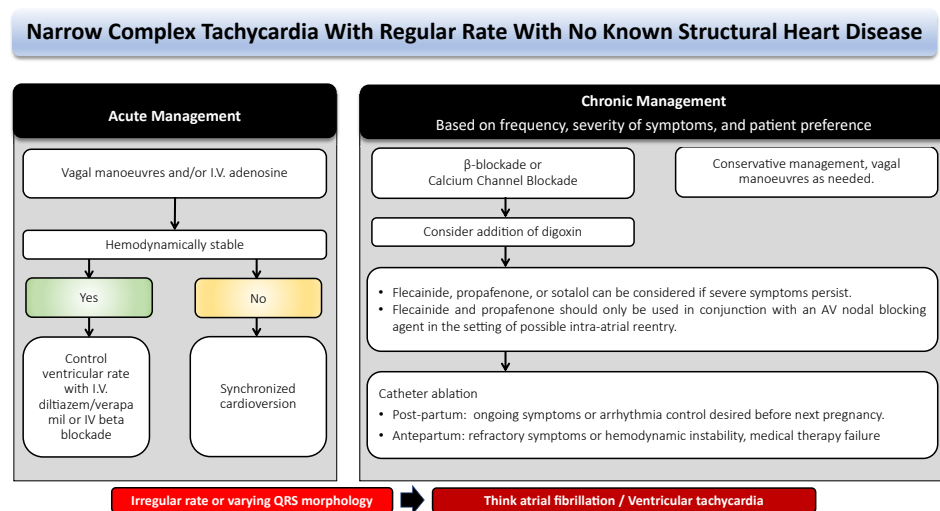 Narrow Complex Tachycardia With Regular Rate With No Known Structural Heart Disease
Acute Management
Vagal manoeuvres and/or I.V. adenosine
Hemodynamically stable
Yes
No
Control
ventricular rate
with I.V.
diltiazem/verapa
mil or IV beta
blockade
Synchronized
cardioversion
Chronic Management
Based on frequency, severity of symptoms, and patient preference
β-blockade or
Calcium Channel Blockade
Conservative management, vagal
manoeuvres as needed.
Consider addition of digoxin
• Flecainide, propafenone, or sotalol can be considered if severe symptoms persist.
• Flecainide and propafenone should only be used in conjunction with an AV nodal blocking
agent in the setting of possible intra-atrial reentry.
Catheter ablation
• Post-partum: ongoing symptoms or arrhythmia control desired before next pregnancy.
• Antepartum: refractory symptoms or hemodynamic instability, medical therapy failure
Irregular rate or varying QRS morphology
Think atrial fibrillation / Ventricular tachycardia